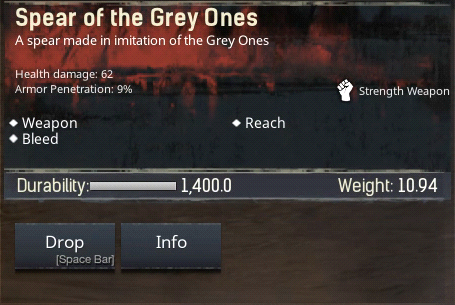 Spear of the Grey Ones
A spear made in imitation of the Grey Ones
Health damage: 62
Armor Penetration: 9%
Strength Weapon
Weapon
Reach
Bleed
Durability: 1,400.0 Weight: 10.94
Drop
[Space Bar]
Info